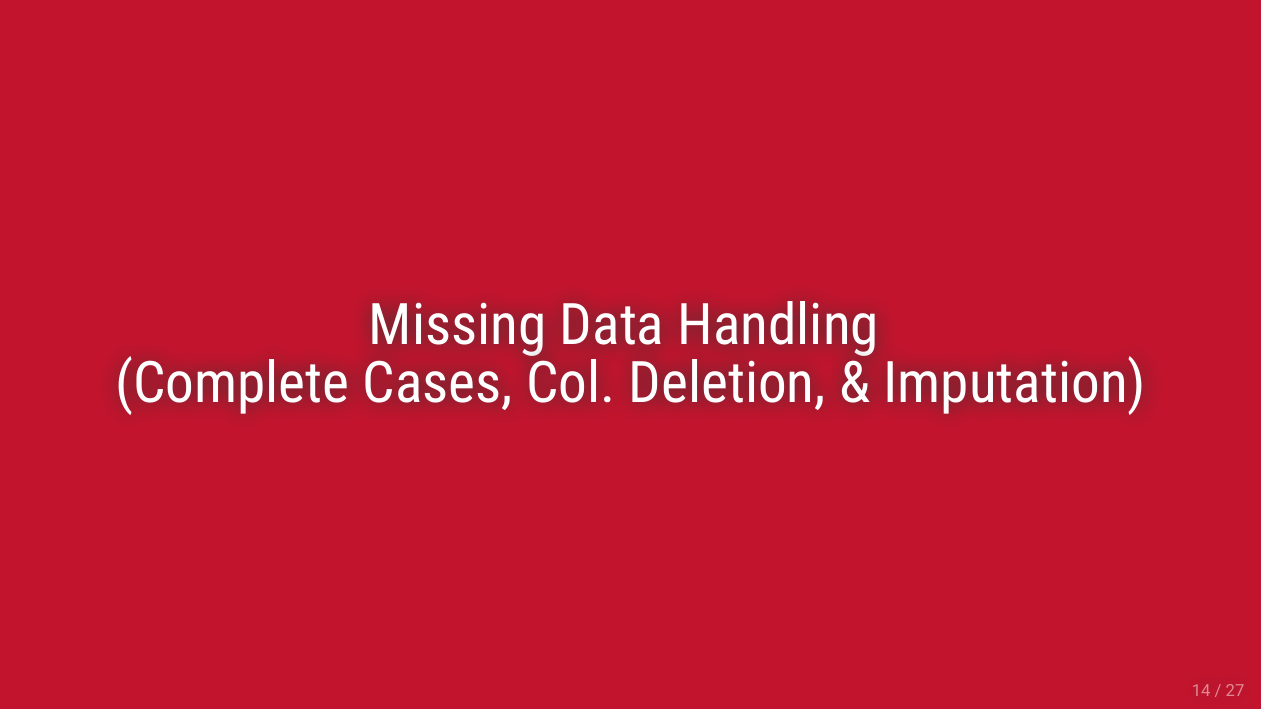 Missing Data Handling
(Complete Cases, Col. Deletion, & Imputation)
14 / 27